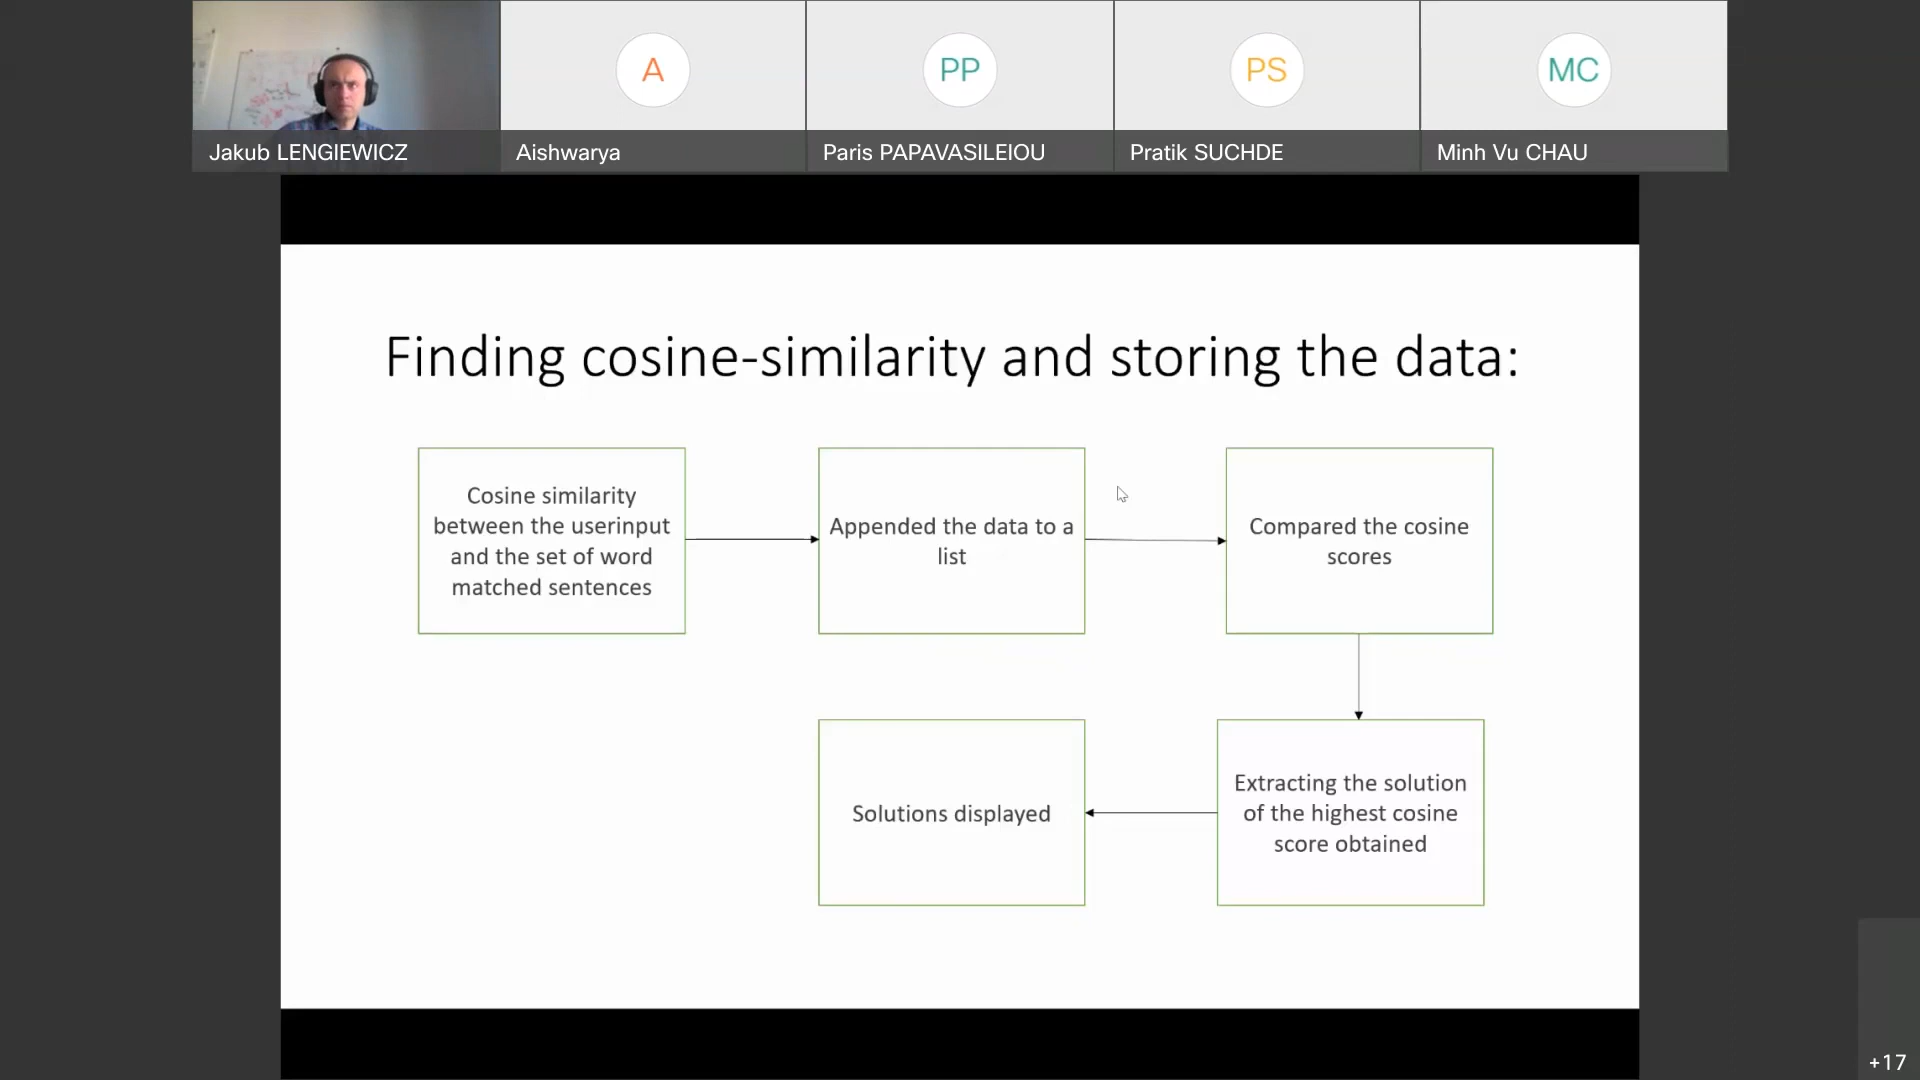 A
PP
PS
MC
Jakub LENGIEWICZ
Aishwarya
Paris PAPAVASILEIOU
Pratik SUCHDE
Minh Vu CHAU
Finding cosine-similarity and storing the data:
Cosine similarity
between the userinput
and the set of word
matched sentences
Appended the data to a
list
Compared the cosine
scores
Extracting the solution
of the highest cosine
score obtained
Solutions displayed
+17